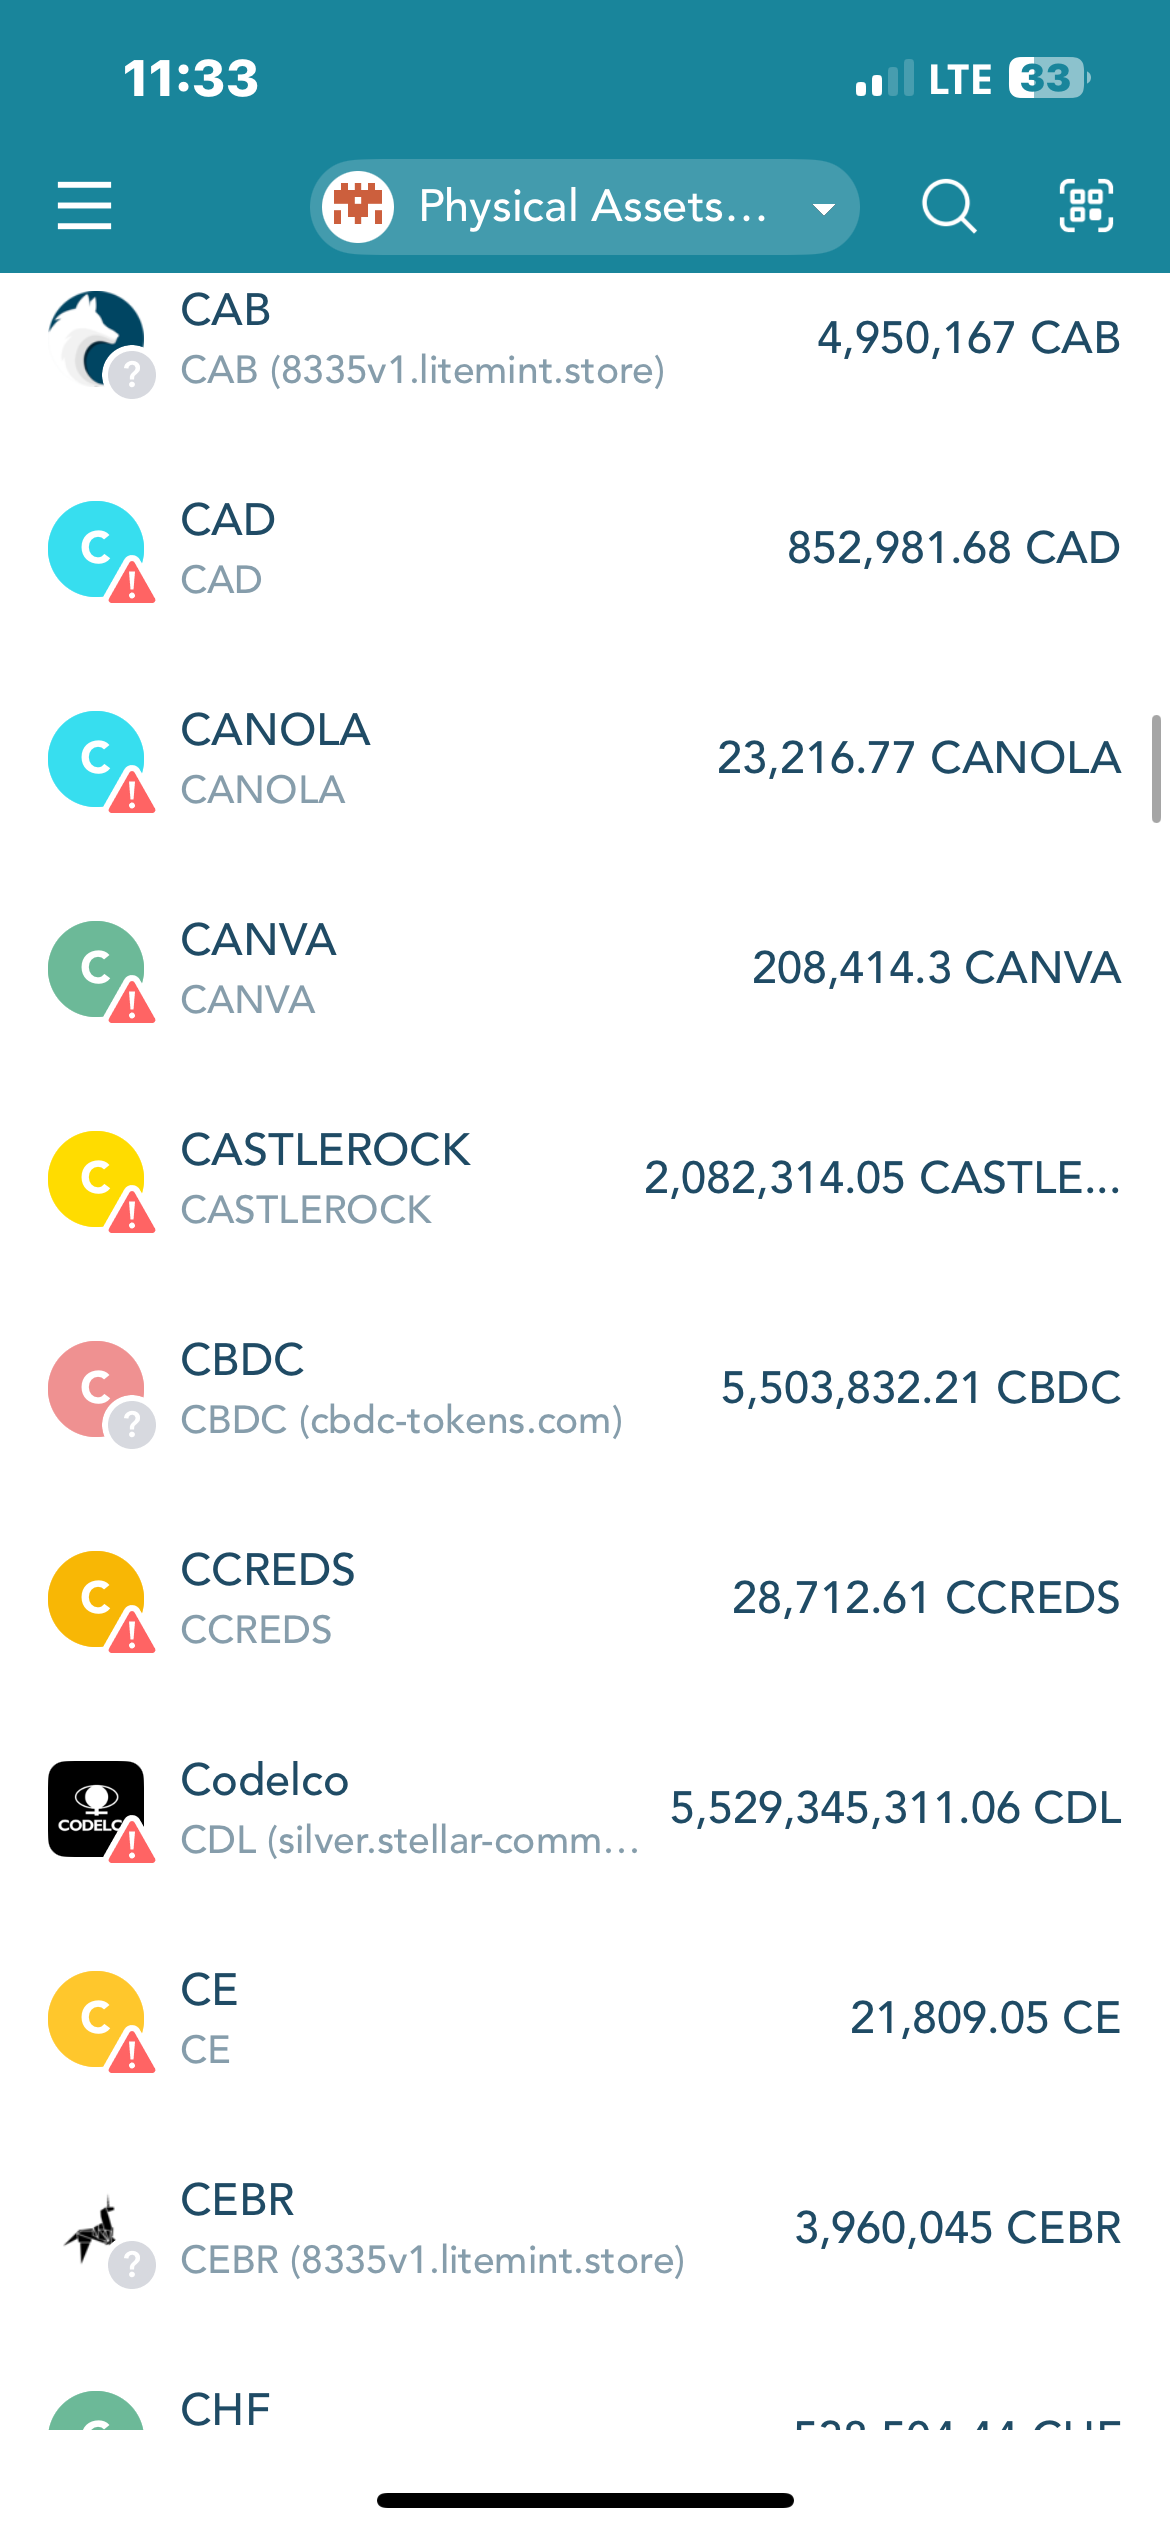 11:33
LTE 33
Physical Assets...
CAB
4,950,167 CAB
CAB (8335v1.litemint.store)
C
CAD
852,981.68 CAD
CAD
C
CANOLA
23,216.77 CANOLA
CANOLA
C
CANVA
208,414.3 CANVA
CANVA
C
CASTLEROCK
2,082,314.05 CASTLE...
CASTLEROCK
C
CBDC
5,503,832.21 CBDC
CBDC (cbdc-tokens.com)
C
CCREDS
28,712.61 CCREDS
CCREDS
Codelco
5,529,345,311.06 CDL
CODELC
CDL (silver.stellar-comm...
C
CE
21,809.05 CE
CE
CEBR
3,960,045 CEBR
CEBR (8335v1.litemint.store)
CHF